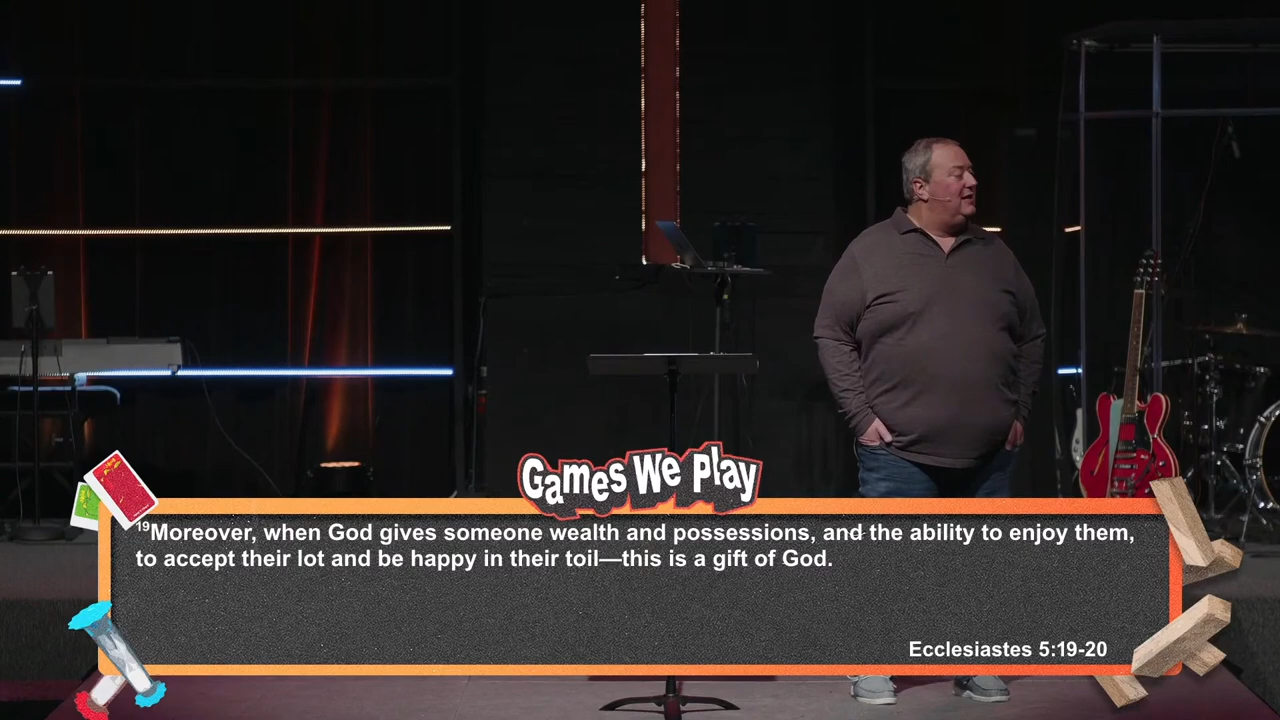 Games We Play
¹⁹Moreover, when God gives someone wealth and possessions, and the ability to enjoy them,
to accept their lot and be happy in their toil—this is a gift of God.
Ecclesiastes 5:19-20